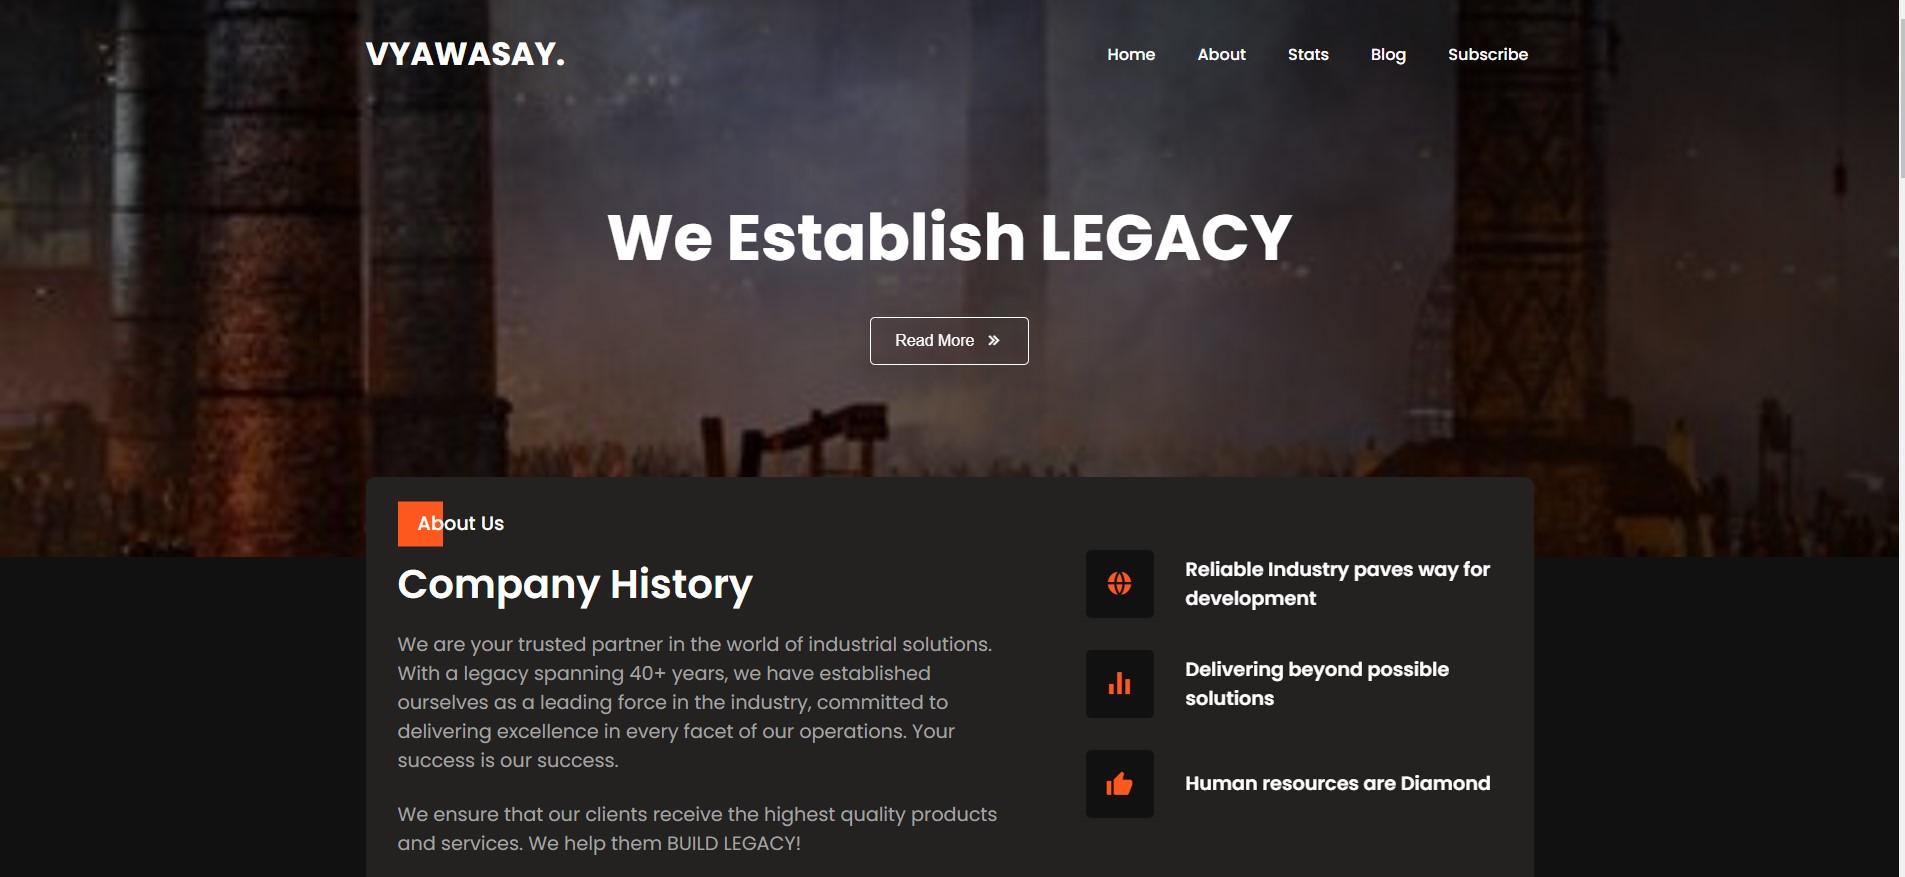 VYAWASAY.
Home About Stats Blog Subscribe
We Establish LEGACY
Read More
About Us
Company History
We are your trusted partner in the world of industrial solutions.
With a legacy spanning 40+ years, we have established
ourselves as a leading force in the industry, committed to
delivering excellence in every facet of our operations. Your
success is our success.
We ensure that our clients receive the highest quality products
and services. We help them BUILD LEGACY!
Reliable Industry paves way for
development
Delivering beyond possible
solutions
Human resources are Diamond